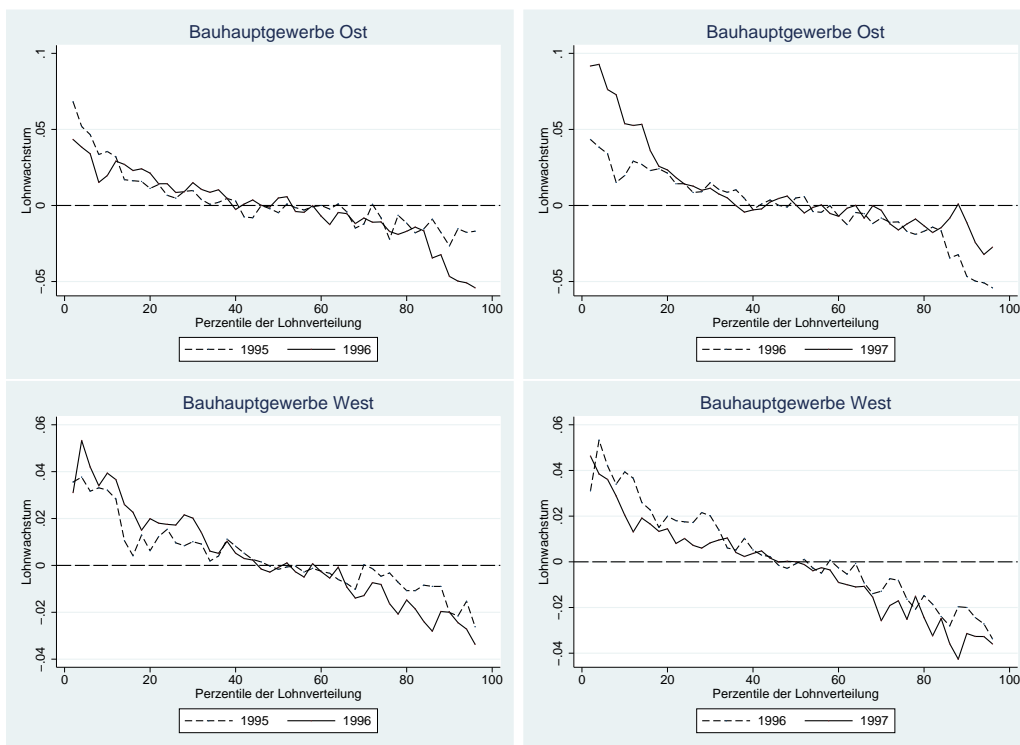 Bauhauptgewerbe Ost
Lohnwachstum
.1
.05
0
-.05
0 20 40 60 80 100
Perzentile der Lohnverteilung
1995 1996
Bauhauptgewerbe Ost
Lohnwachstum
.1
.05
0
-.05
0 20 40 60 80 100
Perzentile der Lohnverteilung
1996 1997
Bauhauptgewerbe West
Lohnwachstum
.06
.04
.02
0
-.02
-.04
0 20 40 60 80 100
Perzentile der Lohnverteilung
1995 1996
Bauhauptgewerbe West
Lohnwachstum
.06
.04
.02
0
-.02
-.04
0 20 40 60 80 100
Perzentile der Lohnverteilung
1996 1997